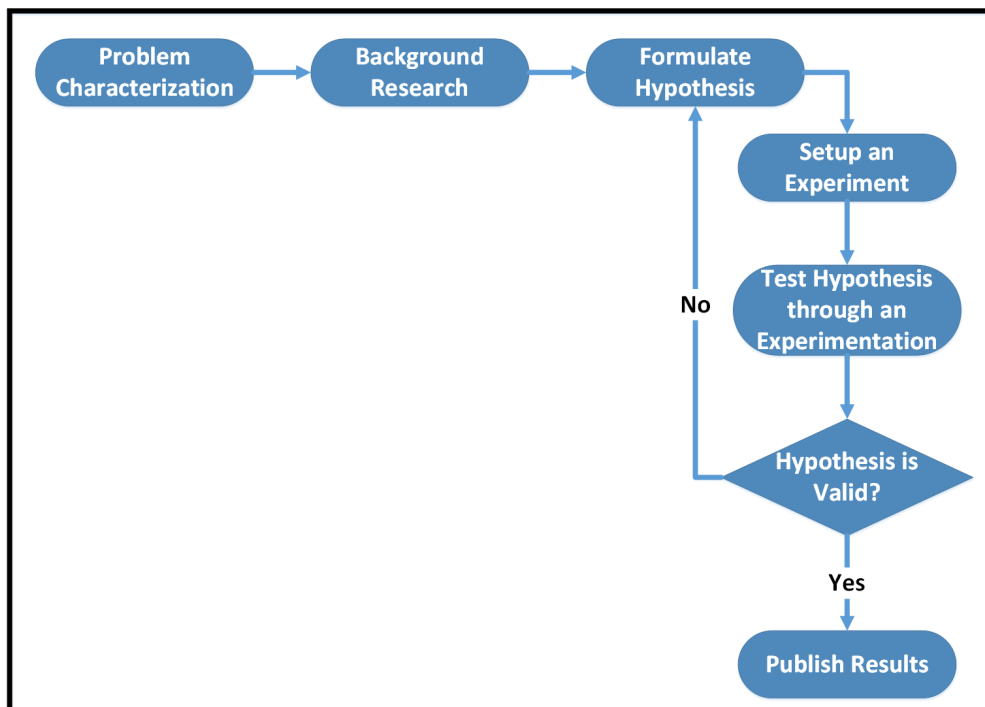 Problem
Characterization
Background
Research
Formulate
Hypothesis
Setup an
Experiment
Test Hypothesis
through an
Experimentation
No
Hypothesis is
Valid?
Yes
Publish Results